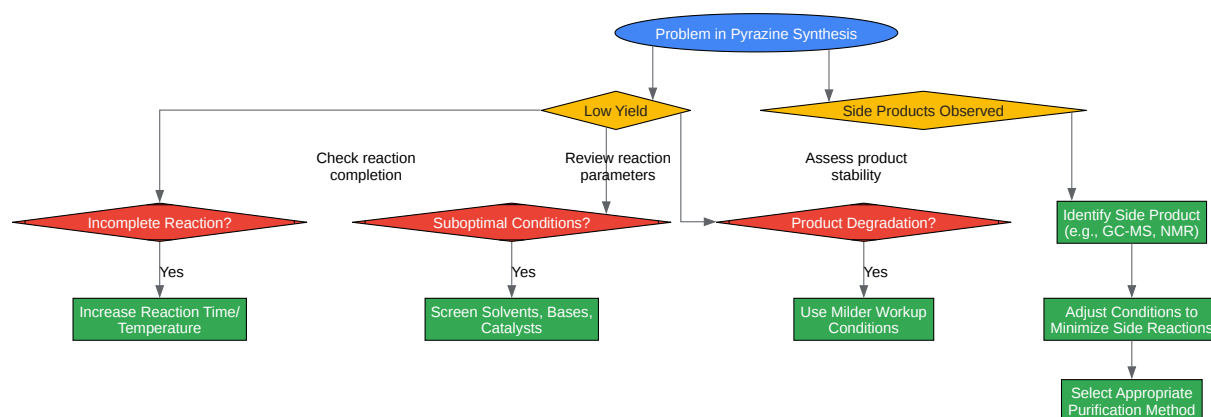 Problem in Pyrazine Synthesis
Low Yield
Side Products Observed
Check reaction
completion
Review reaction
parameters
Assess product
stability
Incomplete Reaction?
Suboptimal Conditions?
Product Degradation?
Identify Side Product
(e.g., GC-MS, NMR)
Yes
Yes
Yes
Increase Reaction Time/
Temperature
Screen Solvents, Bases,
Catalysts
Use Milder Workup
Conditions
Adjust Conditions to
Minimize Side Reactions
Select Appropriate
Purification Method